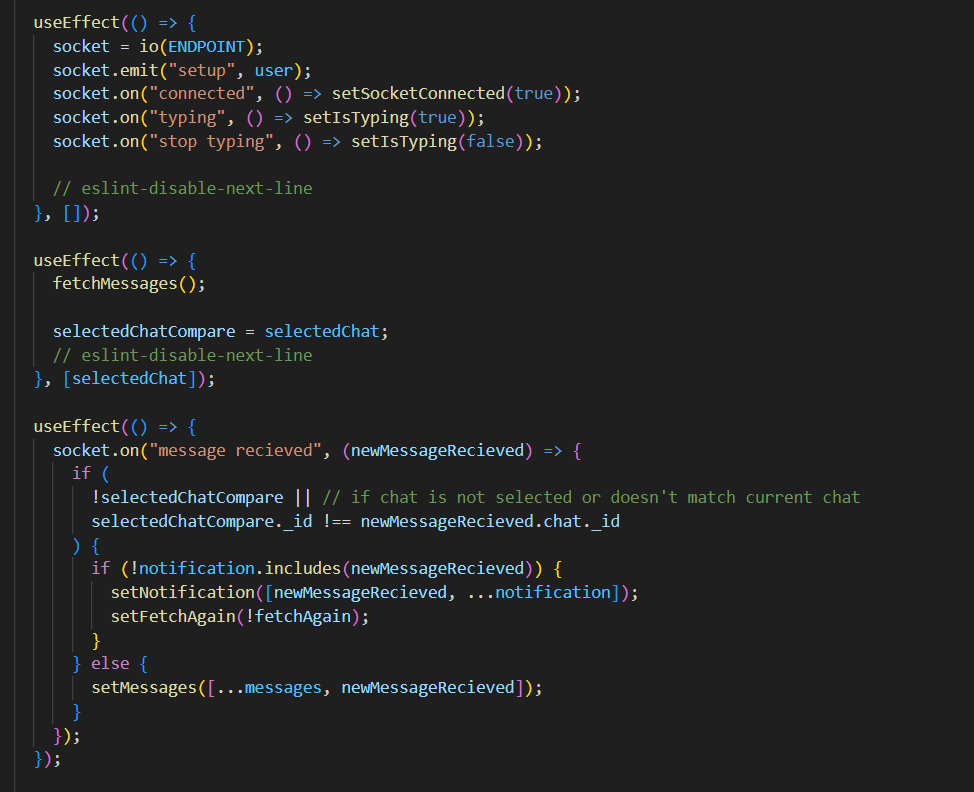 useEffect(() => {
  socket = io(ENDPOINT);
  socket.emit("setup", user);
  socket.on("connected", () => setSocketConnected(true));
  socket.on("typing", () => setIsTyping(true));
  socket.on("stop typing", () => setIsTyping(false));

  // eslint-disable-next-line
}, []);

useEffect(() => {
  fetchMessages();

  selectedChatCompare = selectedChat;
  // eslint-disable-next-line
}, [selectedChat]);

useEffect(() => {
  socket.on("message recieved", (newMessageRecieved) => {
    if (
      !selectedChatCompare || // if chat is not selected or doesn't match current chat
      selectedChatCompare._id !== newMessageRecieved.chat._id
    ) {
      if (!notification.includes(newMessageRecieved)) {
        setNotification([newMessageRecieved, ...notification]);
        setFetchAgain(!fetchAgain);
      }
    } else {
      setMessages([...messages, newMessageRecieved]);
    }
  });
});